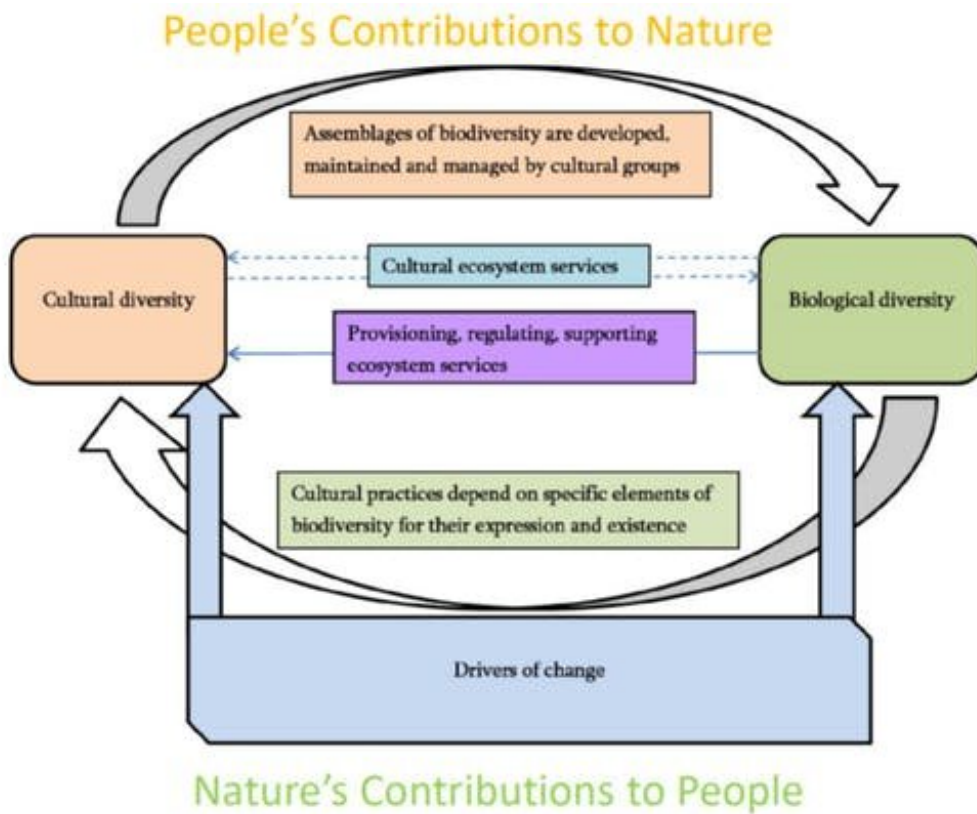 People's Contributions to Nature
Assemblages of biodiversity are developed,
maintained and managed by cultural groups
Cultural ecosystem services
Cultural diversity
Biological diversity
Provisioning, regulating, supporting
ecosystem services
Cultural practices depend on specific elements of
biodiversity for their expression and existence
Drivers of change
Nature's Contributions to People